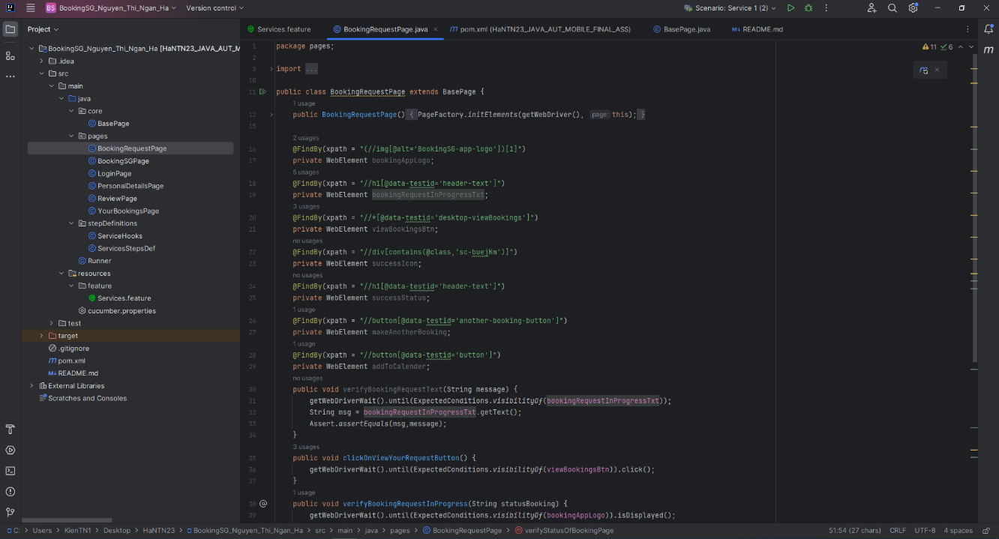 BS BookingSG_Nguyen_Thi_Ngan_Ha Version control Scenario: Service 1 (2)
Project
Services.feature BookingRequestPage.java pom.xml (HaNTN23_JAVA_AUT_MOBILE_FINAL_ASS) BasePage.java README.md
BookingSG_Nguyen_Thi_Ngan_Ha [HaNTN23_JAVA_AUT_M
.idea
src
main
java
core
BasePage
pages
BookingRequestPage
BookingSGPage
LoginPage
PersonalDetailsPage
ReviewPage
YourBookingsPage
stepDefinitions
ServiceHooks
ServicesStepsDef
Runner
resources
feature
Services.feature
cucumber.properties
test
target
.gitignore
pom.xml
README.md
External Libraries
Scratches and Consoles
11 6
1 package pages;
2
3 import ...
10
11 public class BookingRequestPage extends BasePage {
1 usage
12 public BookingRequestPage() { PageFactory.initElements(getWebDriver(), page: this); }
15
2 usages
16 @FindBy(xpath = "(//img[@alt='BookingSG-app-logo'])[1]")
17 private WebElement bookingAppLogo;
5 usages
18 @FindBy(xpath = "//h1[@data-testid='header-text']")
19 private WebElement bookingRequestInProgressTxt;
3 usages
20 @FindBy(xpath = "//*[@data-testid='desktop-viewBookings']")
21 private WebElement viewBookingsBtn;
no usages
22 @FindBy(xpath = "//div[contains(@class,'sc-buejKm')]")
23 private WebElement successIcon;
no usages
24 @FindBy(xpath = "//h1[@data-testid='header-text']")
25 private WebElement successStatus;
1 usage
26 @FindBy(xpath = "//button[@data-testid='another-booking-button']")
27 private WebElement makeAnotherBooking;
1 usage
28 @FindBy(xpath = "//button[@data-testid='button']")
29 private WebElement addToCalender;
no usages
30 public void verifyBookingRequestText(String message) {
31 getWebDriverWait().until(ExpectedConditions.visibilityOf(bookingRequestInProgressTxt));
32 String msg = bookingRequestInProgressTxt.getText();
33 Assert.assertEquals(msg,message);
34 }
3 usages
35 public void clickOnViewYourRequestButton() {
36 getWebDriverWait().until(ExpectedConditions.visibilityOf(viewBookingsBtn)).click();
37 }
1 usage
38 public void verifyBookingRequestInProgress(String statusBooking) {
39 getWebDriverWait().until(ExpectedConditions.visibilityOf(bookingAppLogo)).isDisplayed();
C: > Users > KienTN1 > Desktop > HaNTN23 > BookingSG_Nguyen_Thi_Ngan_Ha > src > main > java > pages > BookingRequestPage > verifyStatusOfBookingPage 51:54 (27 chars) CRLF UTF-8 4 spaces